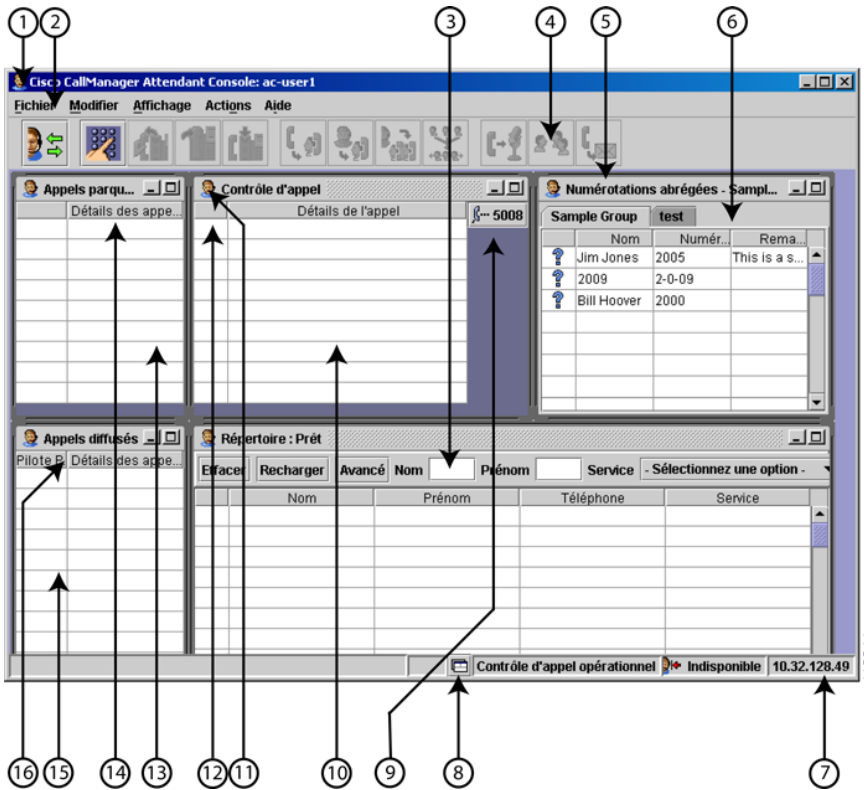 1 2 3 4 5 6
Cisco CallManager Attendant Console: ac-user1
Fichier Modifier Affichage Actions Aide
Appels parqu... Contrôle d'appel Numérotations abrégées - Sampl...
Détails des appe... Détails de l'appel 5008 Sample Group test
Nom Numér... Rema...
Jim Jones 2005 This is a s...
2009 2-0-09
Bill Hoover 2000
Appels diffusés Répertoire : Prêt
Pilote P Détails des appe... Effacer Recharger Avancé Nom Prénom Service - Sélectionnez une option -
Nom Prénom Téléphone Service
Contrôle d'appel opérationnel Indisponible 10.32.128.49
16 15 14 13 12 11 10 9 8 7